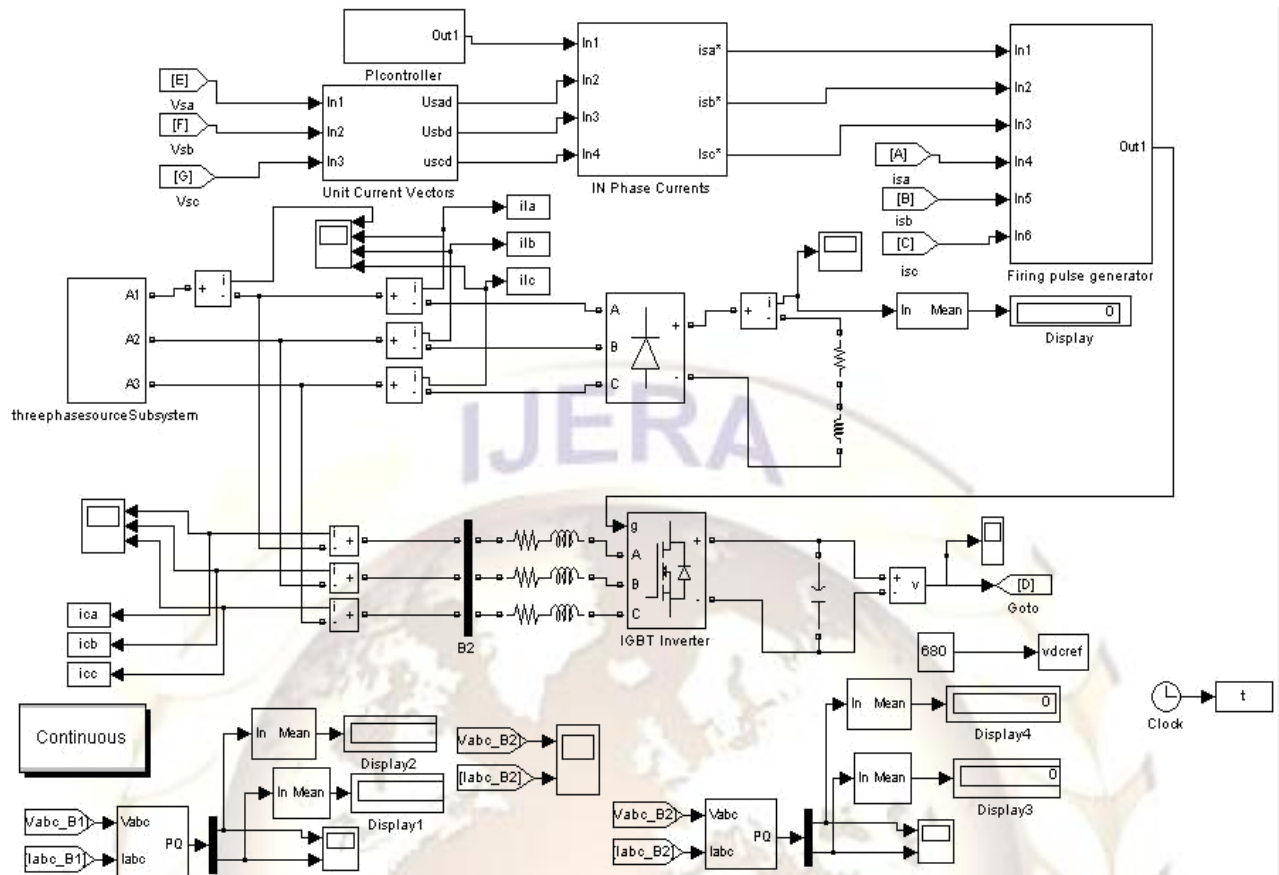 Out1
PIcontroller
In1
In2
In3
In4
isa*
isb*
Isc*
IN Phase Currents
[E]
Vsa
[F]
Vsb
[G]
Vsc
In1
In2
In3
Usad
Usbd
uscd
Unit Current Vectors
In1
In2
In3
In4
In5
In6
Out1
Firing pulse generator
[A]
isa
[B]
isb
[C]
isc
ila
ilb
ilc
A1
A2
A3
threephasesourceSubsystem
+ i -
+ i -
+ i -
+ i -
A
B
C
+
-
+ i -
In Mean
0
Display
IJERA
i - +
i - +
i - +
ica
icb
icc
B2
g
A
B
C
+
-
IGBT Inverter
+ - v
[D]
Goto
680
vdcref
Clock
t
Continuous
In Mean
Display2
In Mean
Display1
Vabc_B1]
[Iabc_B1]
Vabc
Iabc
PQ
Vabc_B2]
[Iabc_B2]
In Mean
0
Display4
In Mean
0
Display3
Vabc_B2]
[Iabc_B2]
Vabc
Iabc
PQ